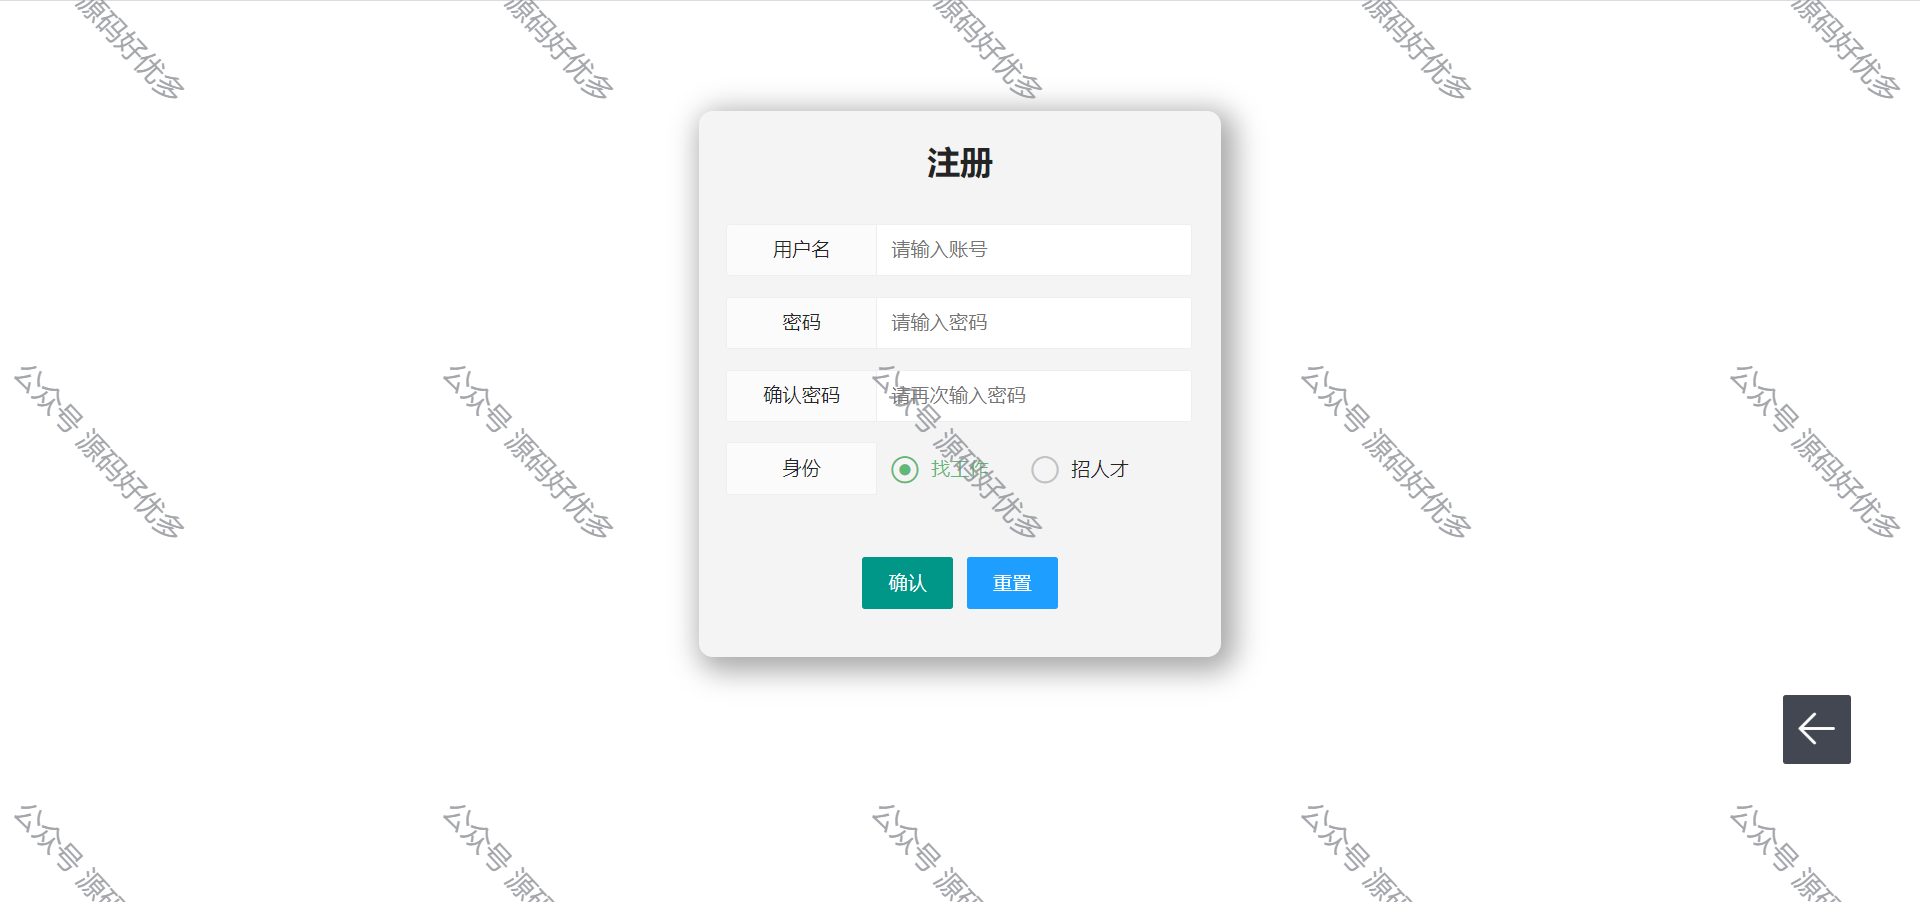 源码好优多
源码好优多
源码好优多
源码好优多
源码好优多
注册
用户名
请输入账号
密码
请输入密码
确认密码
请再次输入密码
公众号 源码好优多
公众号 源码好优多
公众号 源码好优多
公众号 源码好优多
公众号 源码好优多
身份
找工作
招人才
确认
重置
公众号 源码
公众号 源码
公众号 源码
公众号 源码
公众号 源码